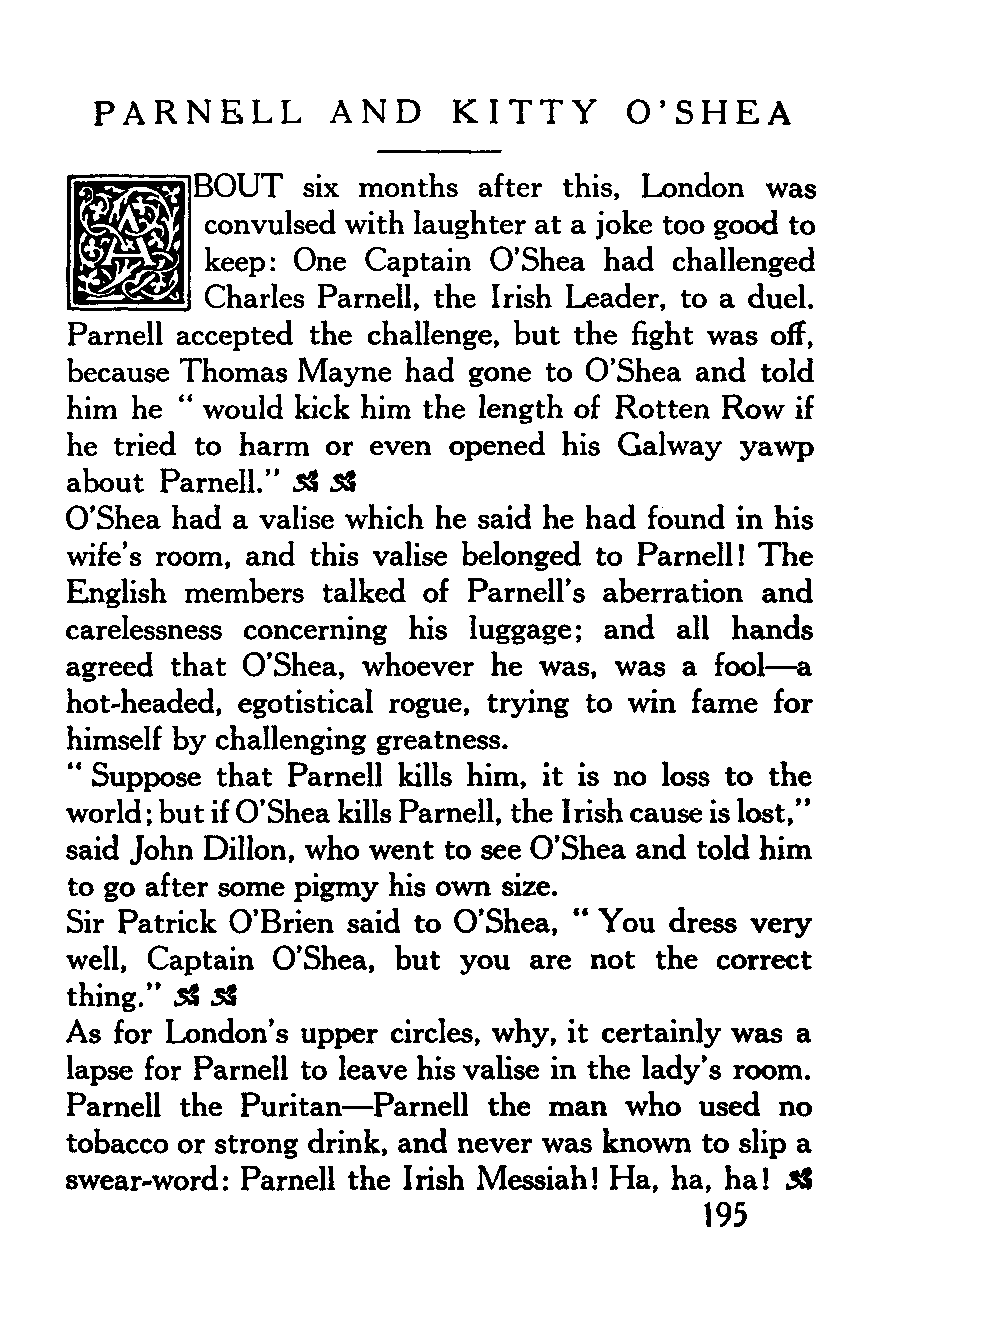 PARNELL AND KITTY O'SHEA
ABOUT six months after this, London was
convulsed with laughter at a joke too good to
keep: One Captain O'Shea had challenged
Charles Parnell, the Irish Leader, to a duel.
Parnell accepted the challenge, but the fight was off,
because Thomas Mayne had gone to O'Shea and told
him he “ would kick him the length of Rotten Row if
he tried to harm or even opened his Galway yawp
about Parnell.”
O'Shea had a valise which he said he had found in his
wife's room, and this valise belonged to Parnell! The
English members talked of Parnell's aberration and
carelessness concerning his luggage; and all hands
agreed that O'Shea, whoever he was, was a fool—a
hot-headed, egotistical rogue, trying to win fame for
himself by challenging greatness.
“ Suppose that Parnell kills him, it is no loss to the
world; but if O'Shea kills Parnell, the Irish cause is lost,”
said John Dillon, who went to see O'Shea and told him
to go after some pigmy his own size.
Sir Patrick O'Brien said to O'Shea, “ You dress very
well, Captain O'Shea, but you are not the correct
thing.”
As for London's upper circles, why, it certainly was a
lapse for Parnell to leave his valise in the lady's room.
Parnell the Puritan—Parnell the man who used no
tobacco or strong drink, and never was known to slip a
swear-word: Parnell the Irish Messiah! Ha, ha, ha!
195